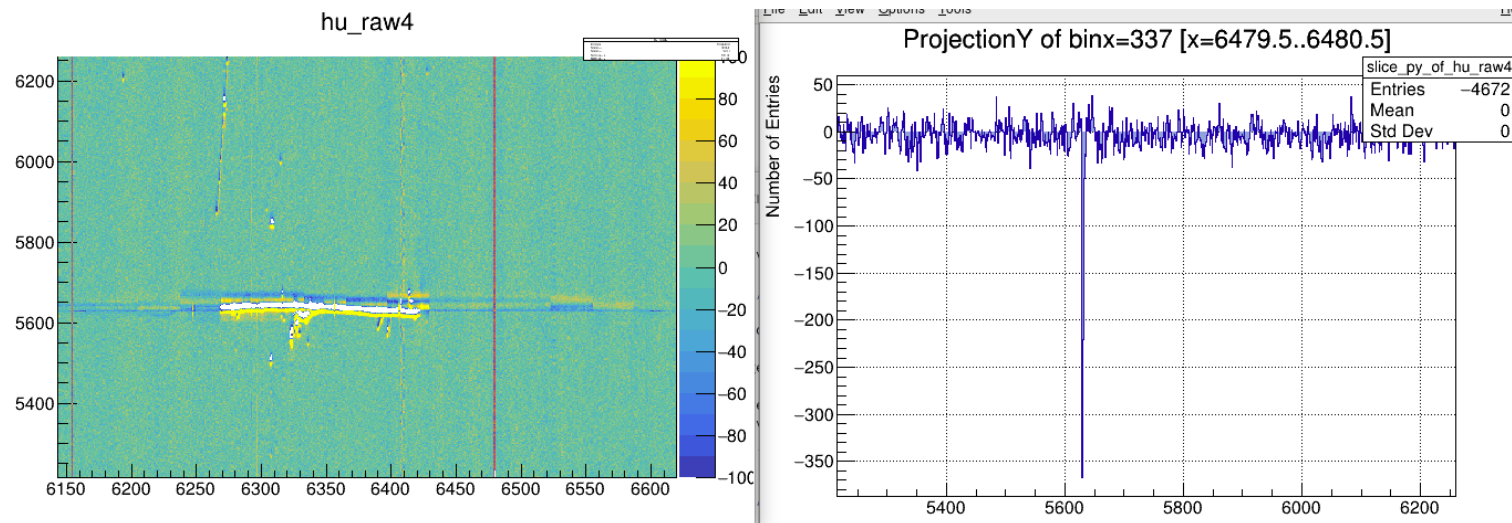 hu_raw4
6200
6000
5800
5600
5400
6150 6200 6250 6300 6350 6400 6450 6500 6550 6600
80
60
40
20
0
−20
−40
−60
−80
−100
File Edit View Options Tools
ProjectionY of binx=337 [x=6479.5..6480.5]
slice_py_of_hu_raw4
Entries −4672
Mean 0
Std Dev 0
Number of Entries
50
0
−50
−100
−150
−200
−250
−300
−350
5400 5600 5800 6000 6200